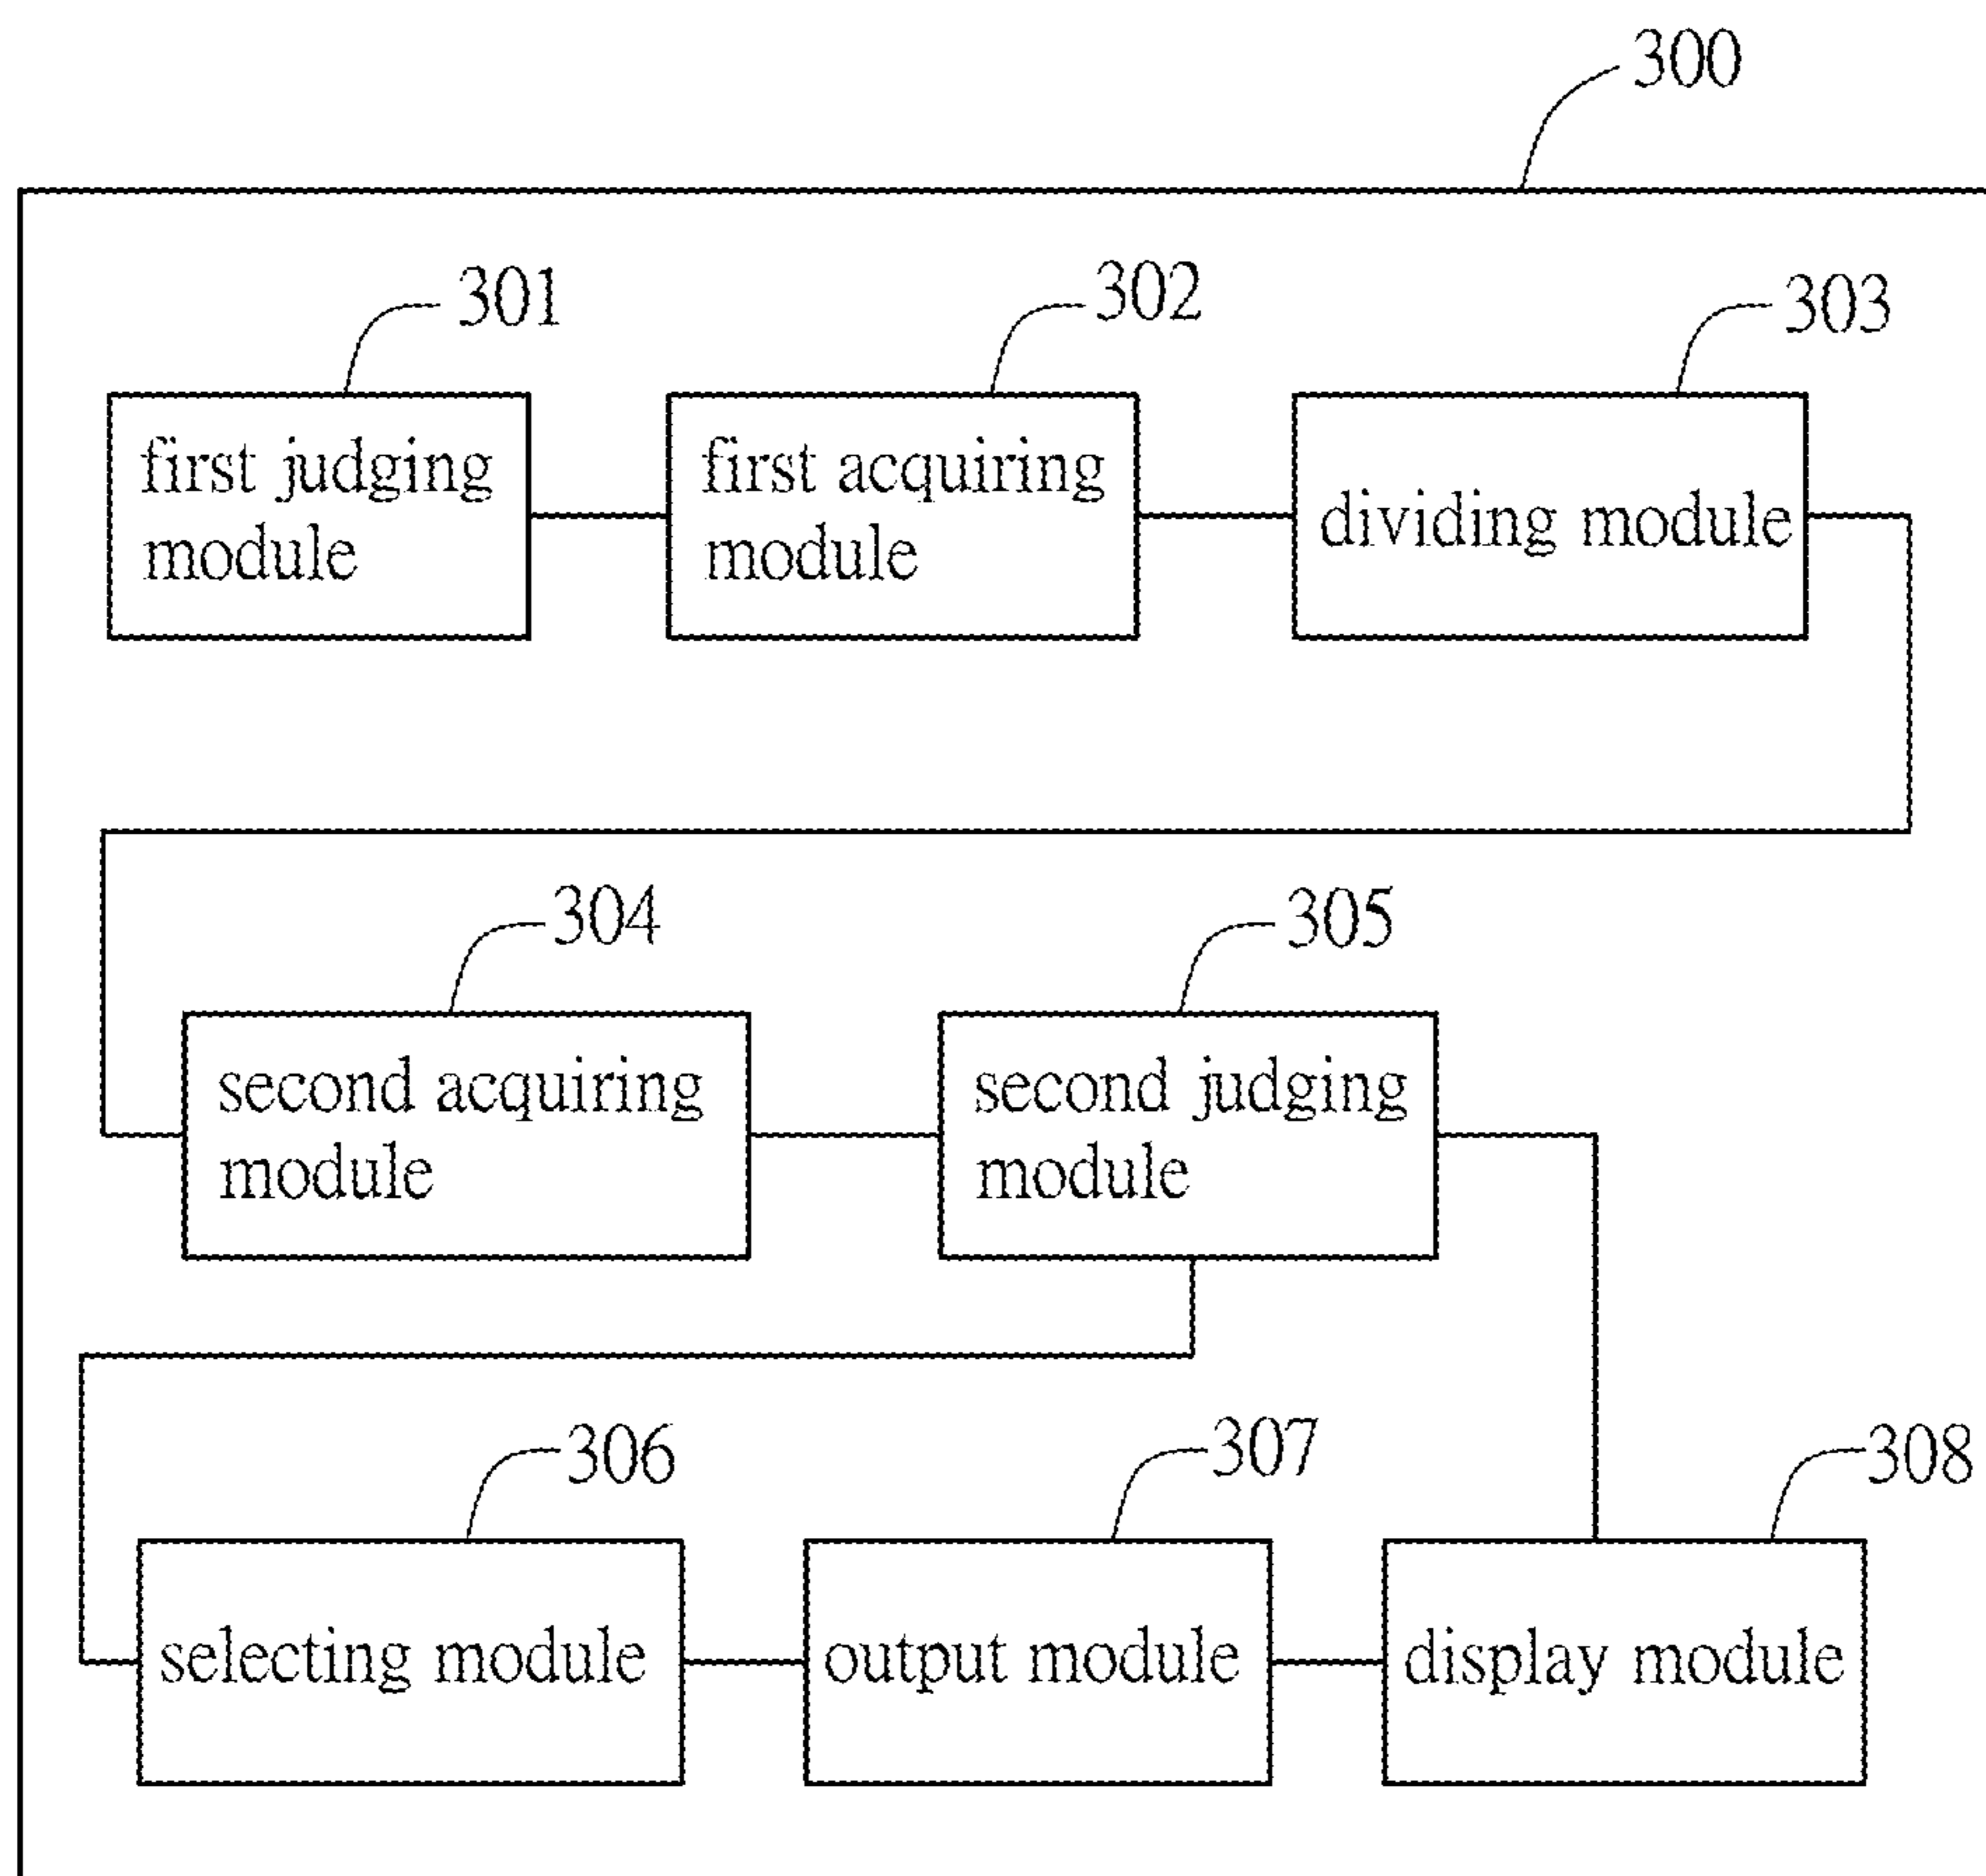 300
301
302
303
first judging
module
first acquiring
module
dividing module
304
305
second acquiring
module
second judging
module
306
307
308
selecting module
output module
display module